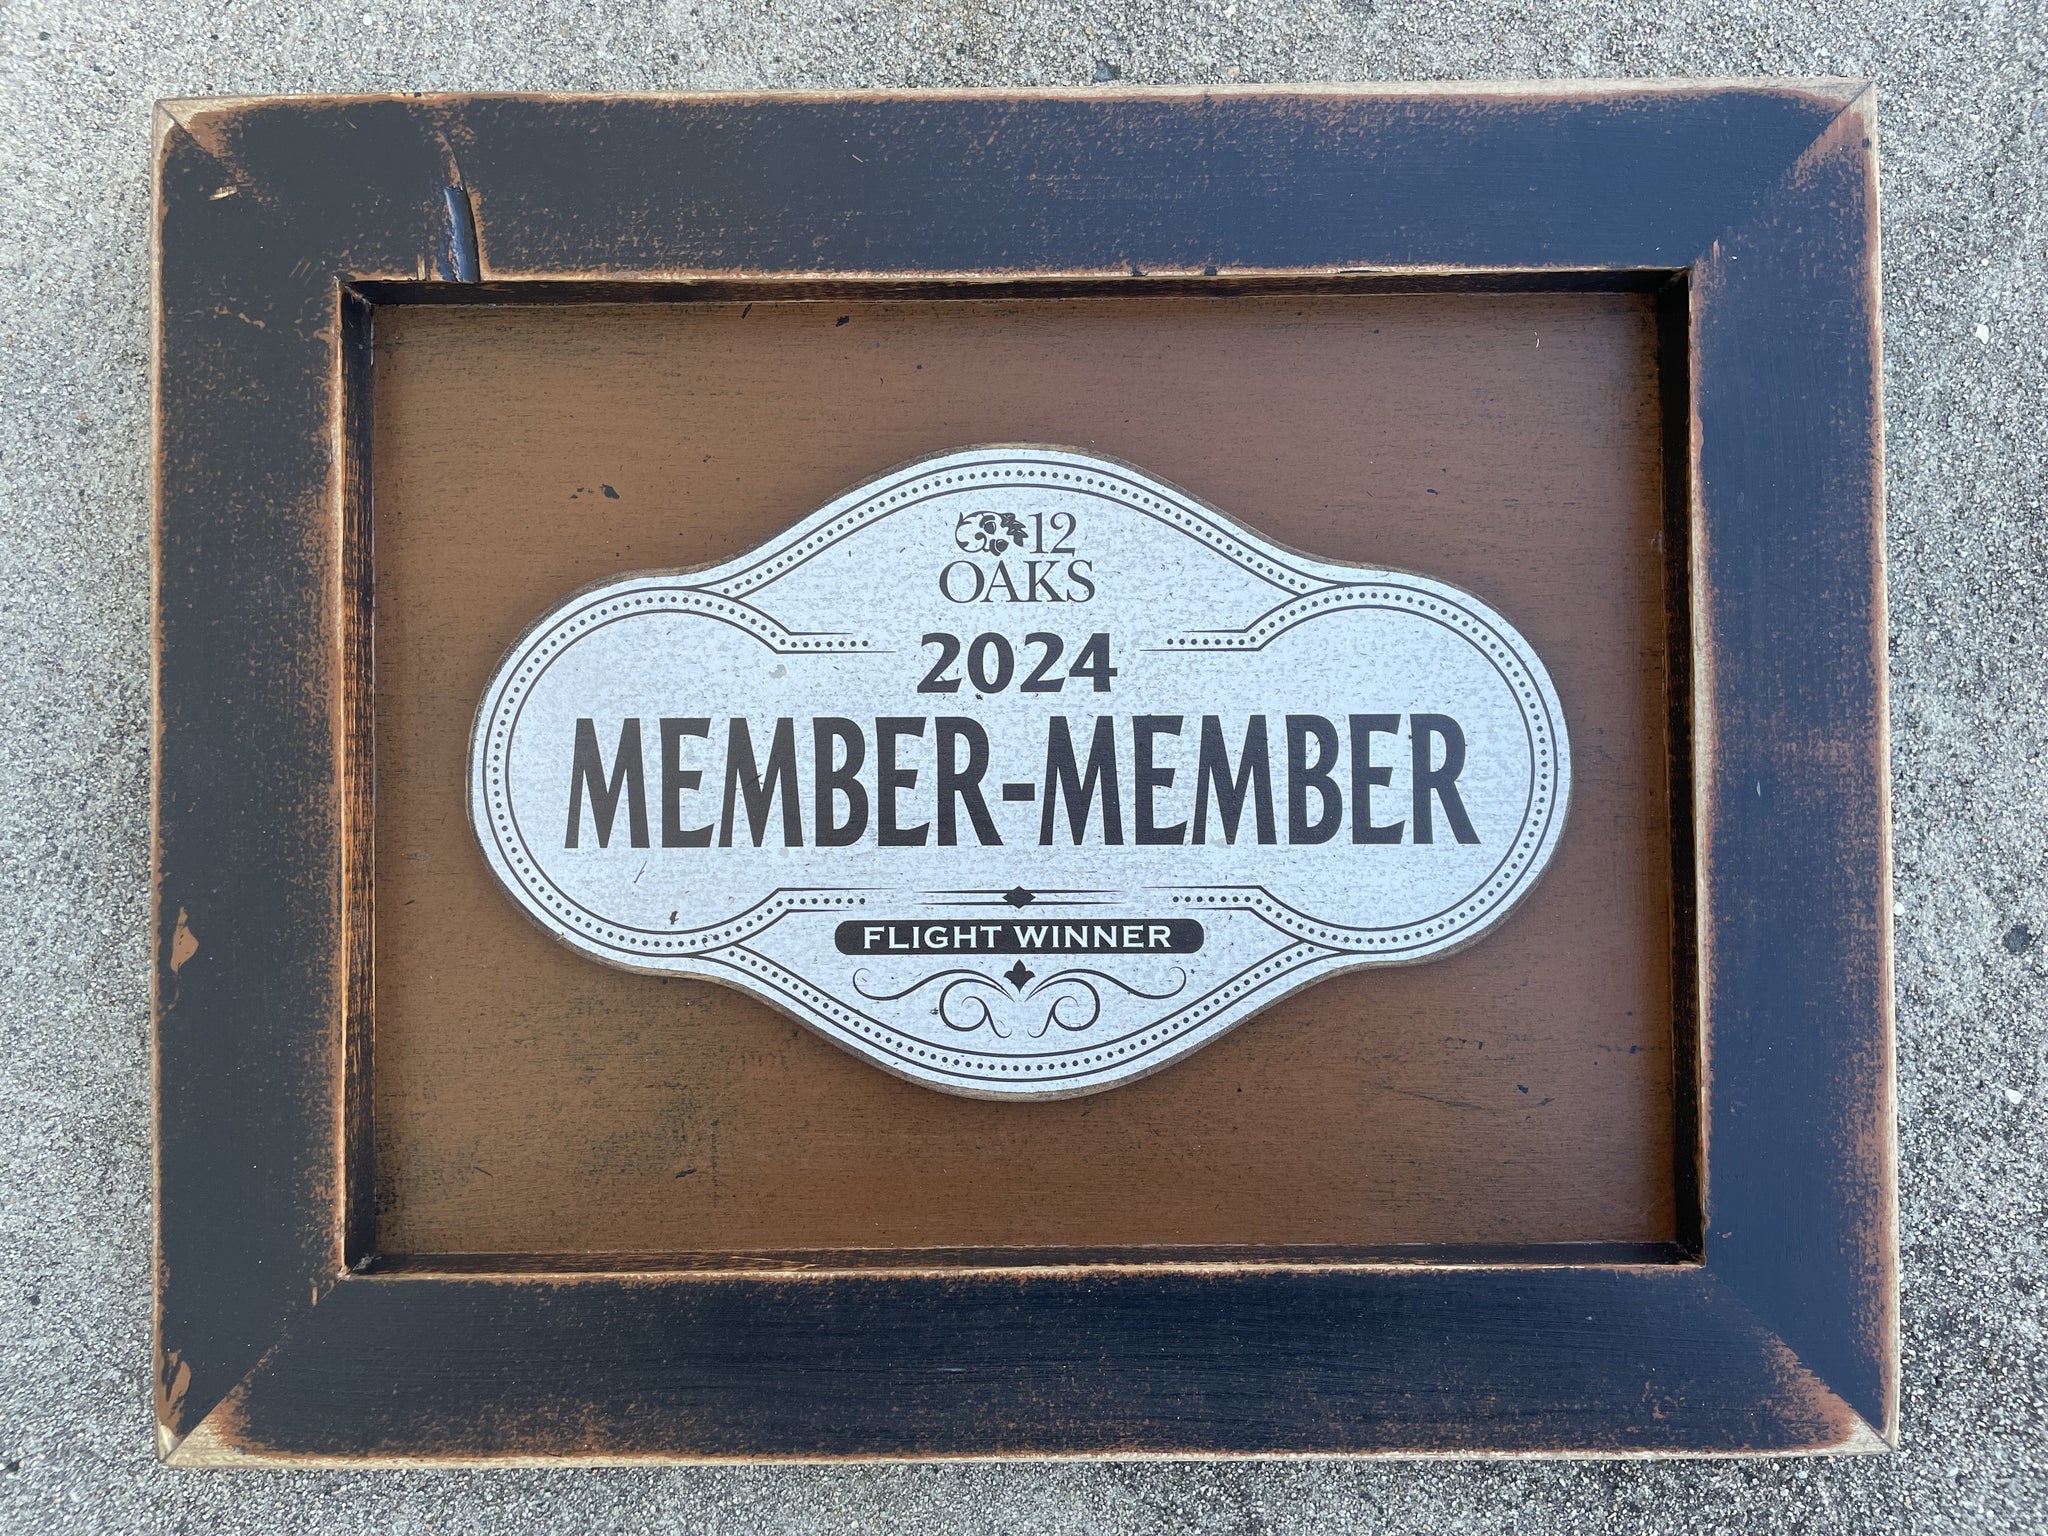 12
OAKS
2024
MEMBER-MEMBER
FLIGHT WINNER